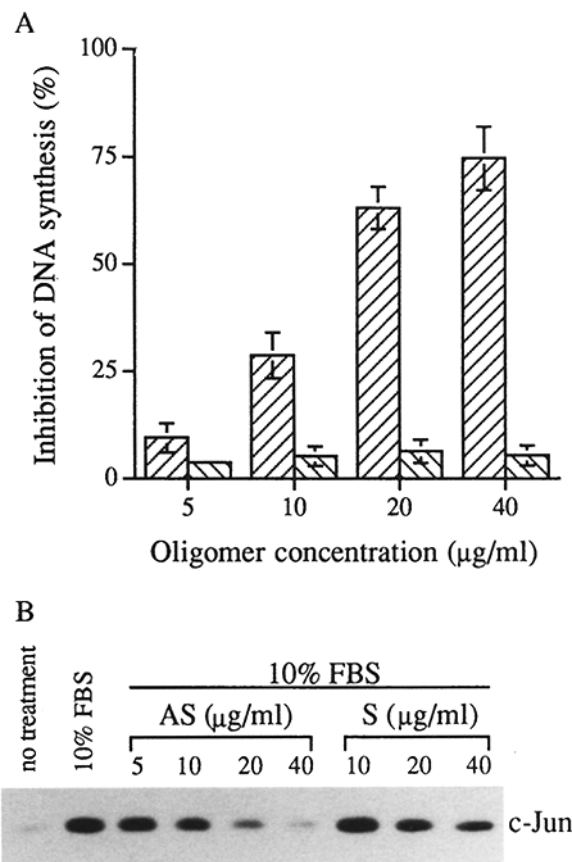 A
Inhibition of DNA synthesis (%)
100
75
50
25
0
5 10 20 40
Oligomer concentration (μg/ml)
B
no treatment
10% FBS
10% FBS
AS (μg/ml) S (μg/ml)
5 10 20 40 10 20 40
c-Jun